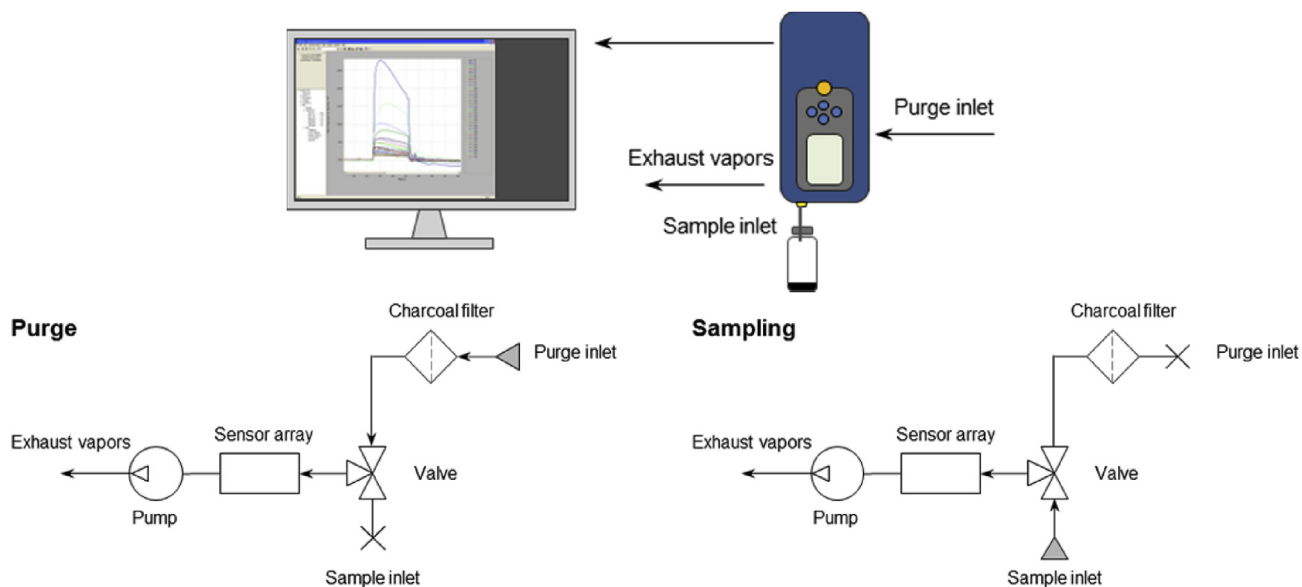 Purge inlet
Exhaust vapors
Sample inlet
Purge
Charcoal filter
Purge inlet
Exhaust vapors
Sensor array
Valve
Pump
Sample inlet
Sampling
Charcoal filter
Purge inlet
Exhaust vapors
Sensor array
Valve
Pump
Sample inlet